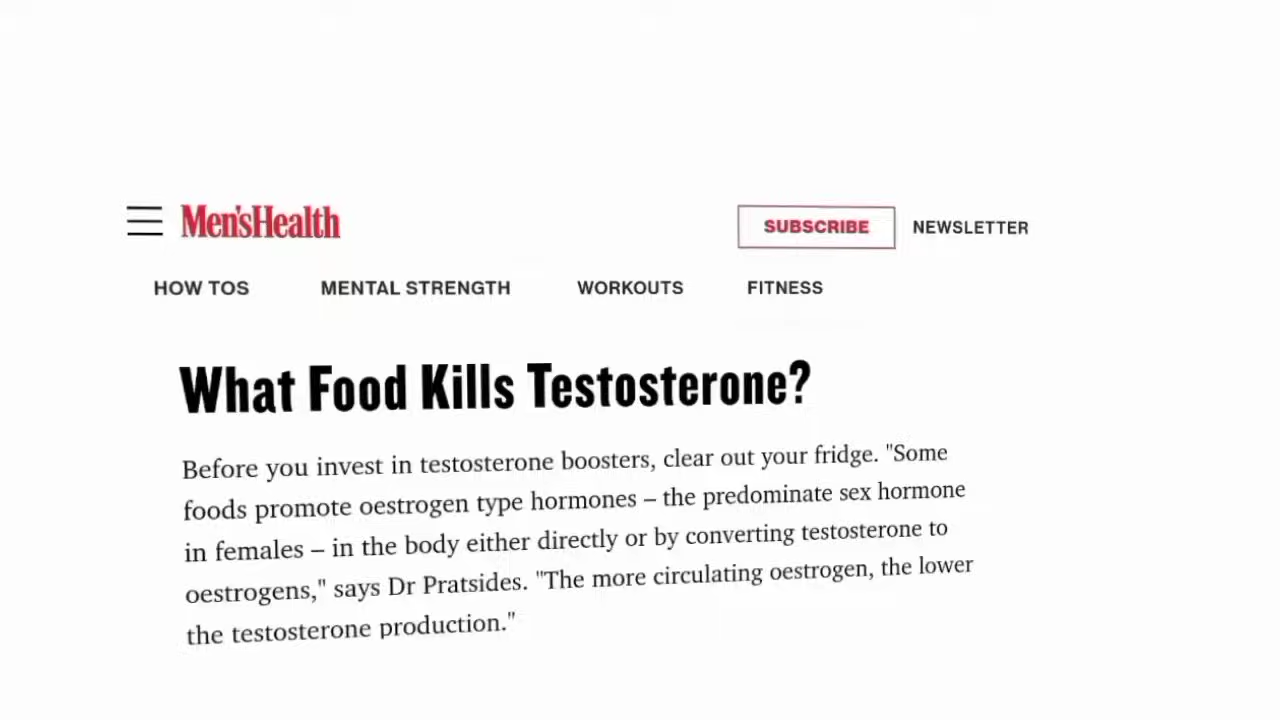 Men'sHealth
SUBSCRIBE
NEWSLETTER
HOW TOS
MENTAL STRENGTH
WORKOUTS
FITNESS
What Food Kills Testosterone?
Before you invest in testosterone boosters, clear out your fridge. "Some
foods promote oestrogen type hormones – the predominate sex hormone
in females – in the body either directly or by converting testosterone to
oestrogens," says Dr Pratsides. "The more circulating oestrogen, the lower
the testosterone production."